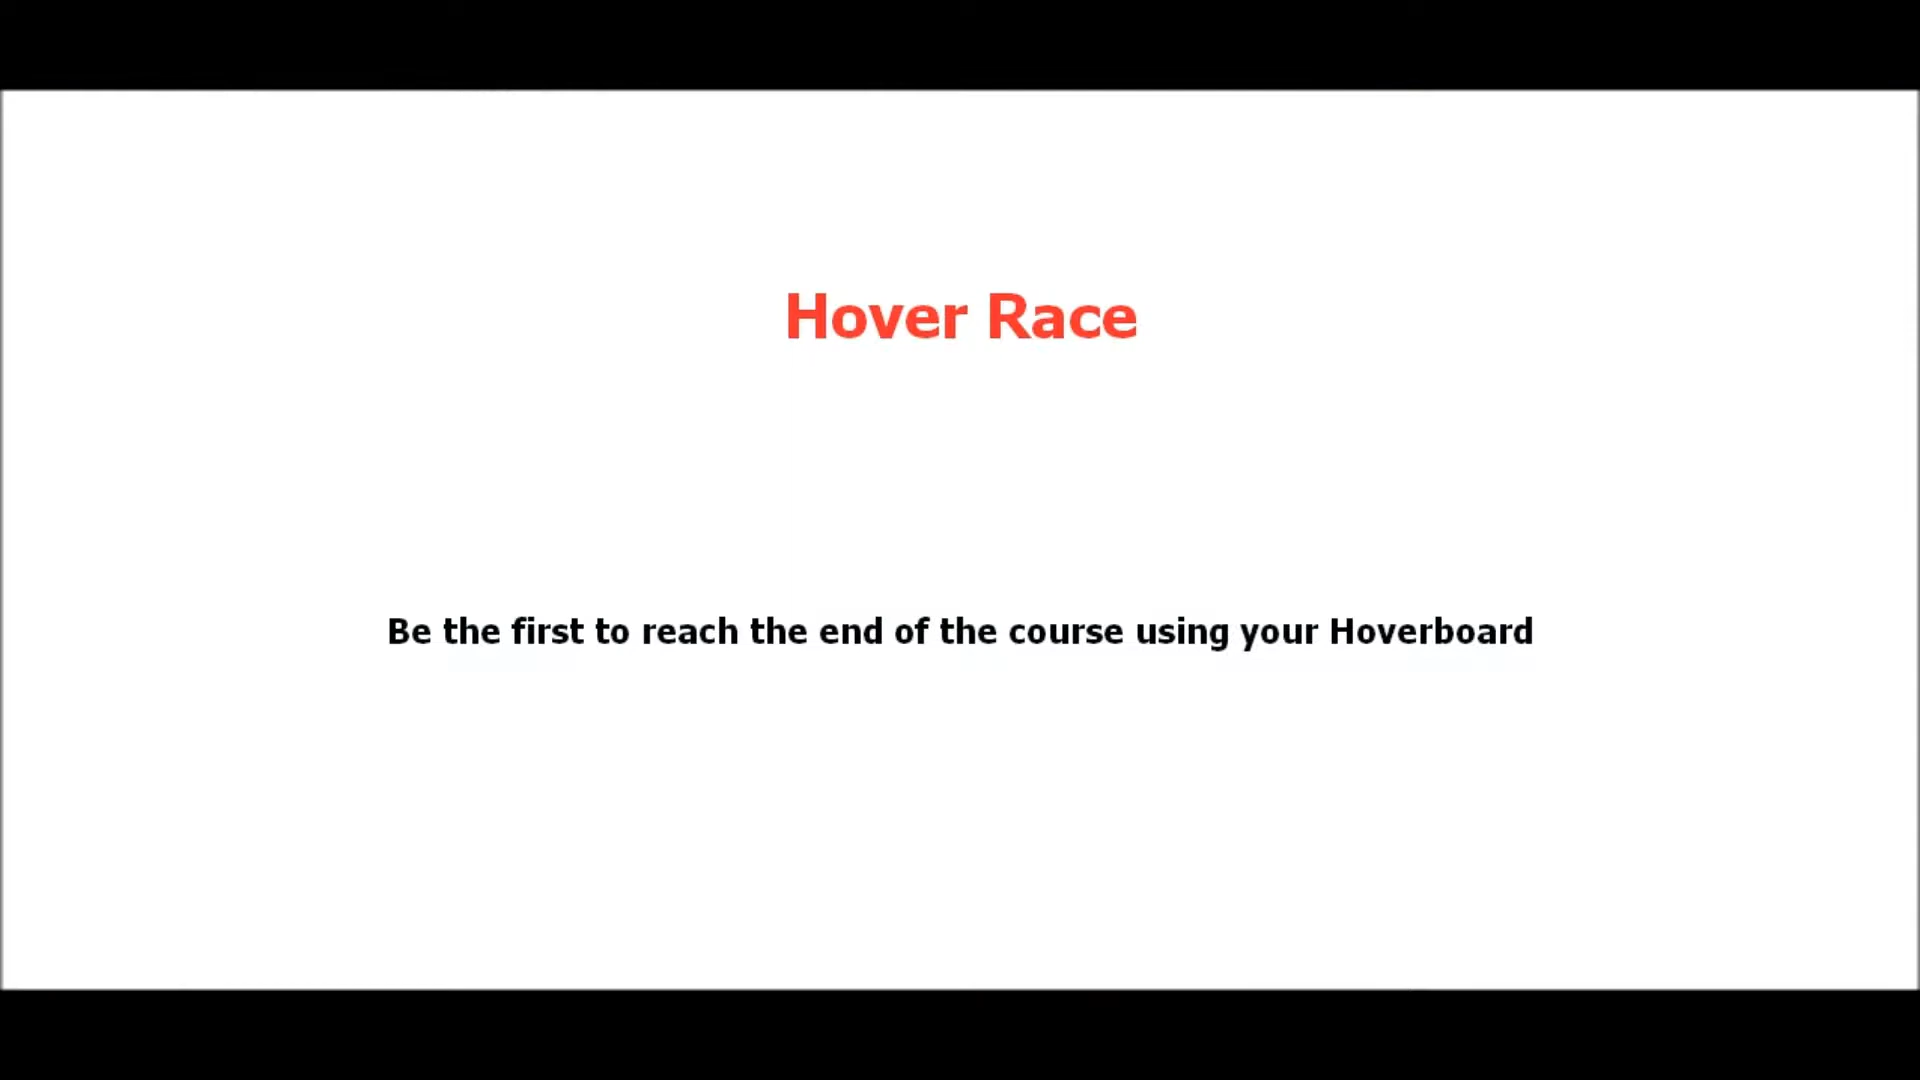 Hover Race
Be the first to reach the end of the course using your Hoverboard